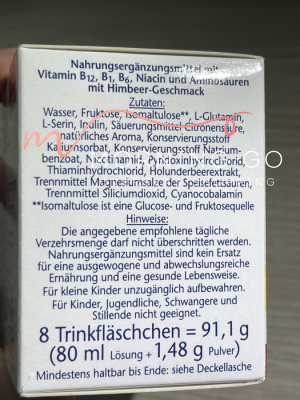 Nahrungsergänzungsmittel mit
Vitamin B12, B1, B6, Niacin und Aminosäuren
mit Himbeer-Geschmack
Zutaten:
Wasser, Fruktose, Isomaltulose**, L-Glutamin,
L-Serin, Inulin, Säuerungsmittel Citronensäure,
natürliches Aroma, Konservierungsstoff
Kaliumsorbat, Konservierungsstoff Natrium-
benzoat, Nicotinamid, Pyridoxinhydrochlorid,
Thiaminhydrochlorid, Holunderbeerextrakt,
Trennmittel Magnesiumsalze der Speisefettsäuren,
Trennmittel Siliciumdioxid, Cyanocobalamin
**Isomaltulose ist eine Glucose- und Fruktosequelle
Hinweise:
Die angegebene empfohlene tägliche
Verzehrsmenge darf nicht überschritten werden.
Nahrungsergänzungsmittel sind kein Ersatz
für eine ausgewogene und abwechslungsreiche
Ernährung und eine gesunde Lebensweise.
Für kleine Kinder unzugänglich aufbewahren.
Für Kinder, Jugendliche, Schwangere und
Stillende nicht geeignet.
8 Trinkfläschchen = 91,1 g
(80 ml Lösung + 1,48 g Pulver)
Mindestens haltbar bis Ende: siehe Deckellasche